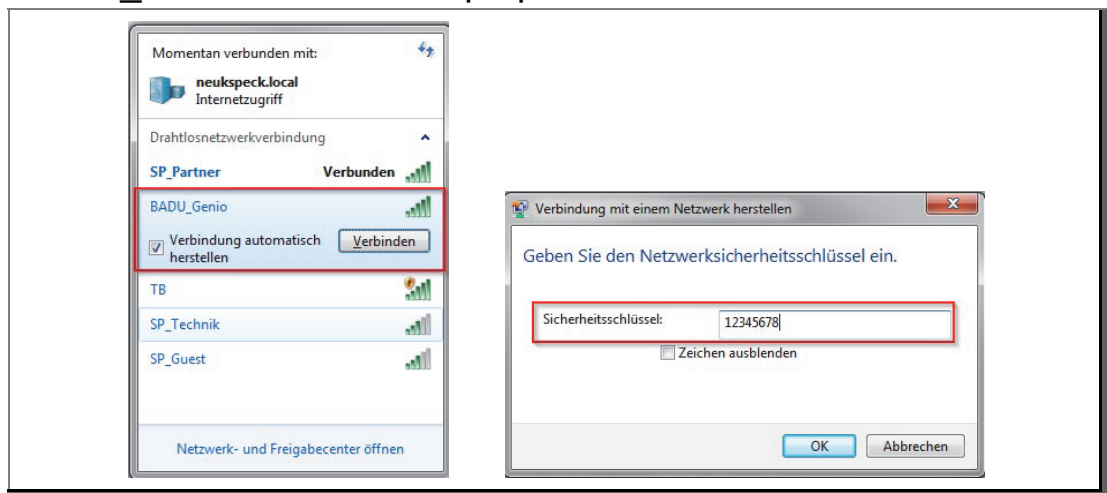 Momentan verbunden mit:
neukspeck.local
Internetzugriff
Drahtlosnetzwerkverbindung
SP_Partner Verbunden
BADU_Genio
Verbindung automatisch herstellen
Verbinden
TB
SP_Technik
SP_Guest
Netzwerk- und Freigabecenter öffnen
Verbindung mit einem Netzwerk herstellen
Geben Sie den Netzwerksicherheitsschlüssel ein.
Sicherheitsschlüssel: 12345678
Zeichen ausblenden
OK Abbrechen